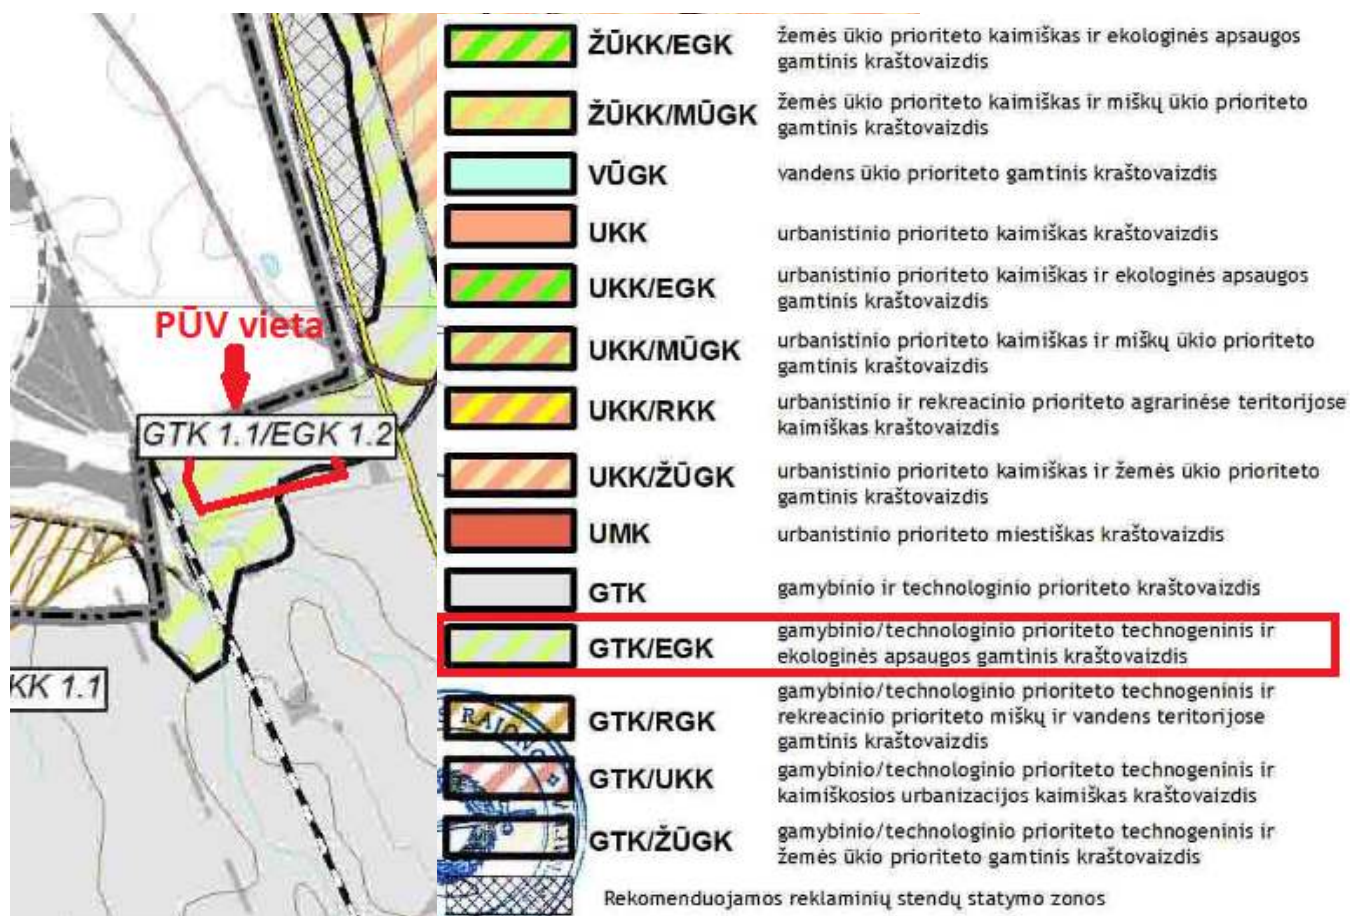 PŪV vieta
GTK 1.1/EGK 1.2
KK 1.1
ŽŪKK/EGK
žemės ūkio prioriteto kaimiškas ir ekologinės apsaugos
gamtinis kraštovaizdis
ŽŪKK/MŪGK
žemės ūkio prioriteto kaimiškas ir miškų ūkio prioriteto
gamtinis kraštovaizdis
VŪGK
vandens ūkio prioriteto gamtinis kraštovaizdis
UKK
urbanistinio prioriteto kaimiškas kraštovaizdis
UKK/EGK
urbanistinio prioriteto kaimiškas ir ekologinės apsaugos
gamtinis kraštovaizdis
UKK/MŪGK
urbanistinio prioriteto kaimiškas ir miškų ūkio prioriteto
gamtinis kraštovaizdis
UKK/RKK
urbanistinio ir rekreacinio prioriteto agrarinėse teritorijose
kaimiškas kraštovaizdis
UKK/ŽŪGK
urbanistinio prioriteto kaimiškas ir žemės ūkio prioriteto
gamtinis kraštovaizdis
UMK
urbanistinio prioriteto miestiškas kraštovaizdis
GTK
gamybinio ir technologinio prioriteto kraštovaizdis
GTK/EGK
gamybinio/technologinio prioriteto technogeninis ir
ekologinės apsaugos gamtinis kraštovaizdis
GTK/RGK
gamybinio/technologinio prioriteto technogeninis ir
rekreacinio prioriteto miškų ir vandens teritorijose
gamtinis kraštovaizdis
GTK/UKK
gamybinio/technologinio prioriteto technogeninis ir
kaimiškosios urbanizacijos kaimiškas kraštovaizdis
GTK/ŽŪGK
gamybinio/technologinio prioriteto technogeninis ir
žemės ūkio prioriteto gamtinis kraštovaizdis
Rekomenduojamos reklaminių stendų statymo zonos